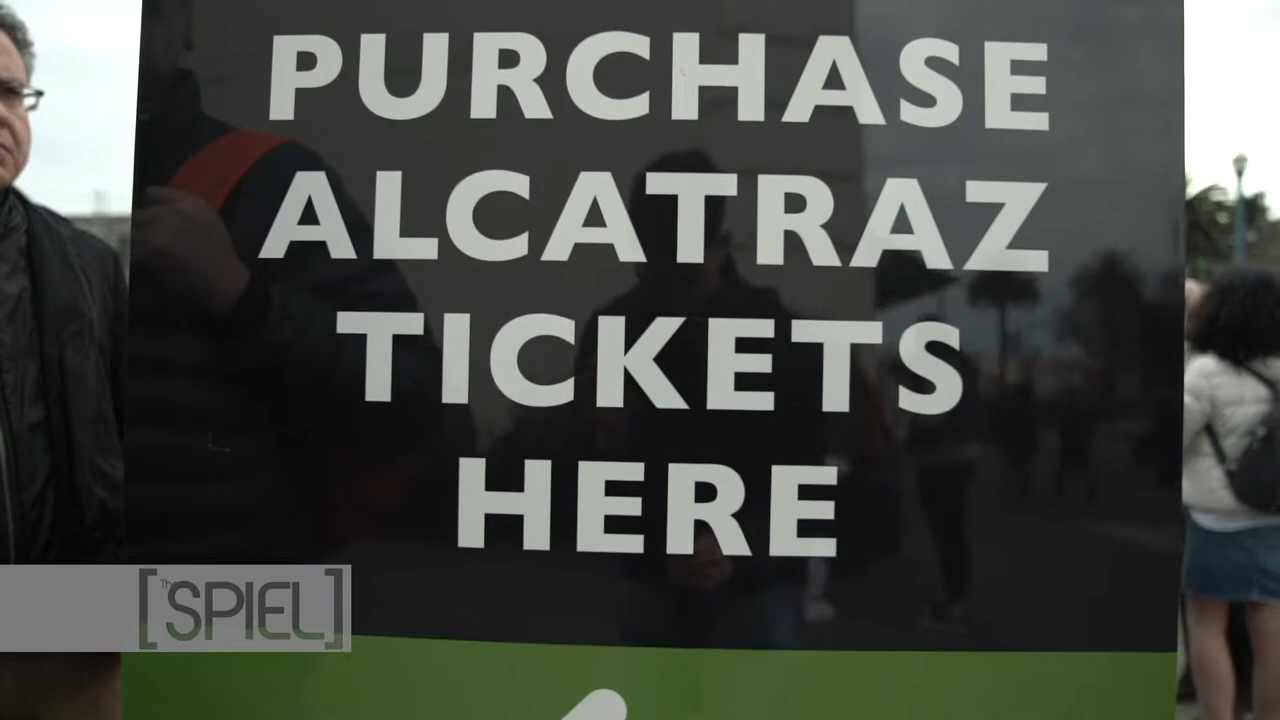 PURCHASE
ALCATRAZ
TICKETS
HERE
[The SPIEL]